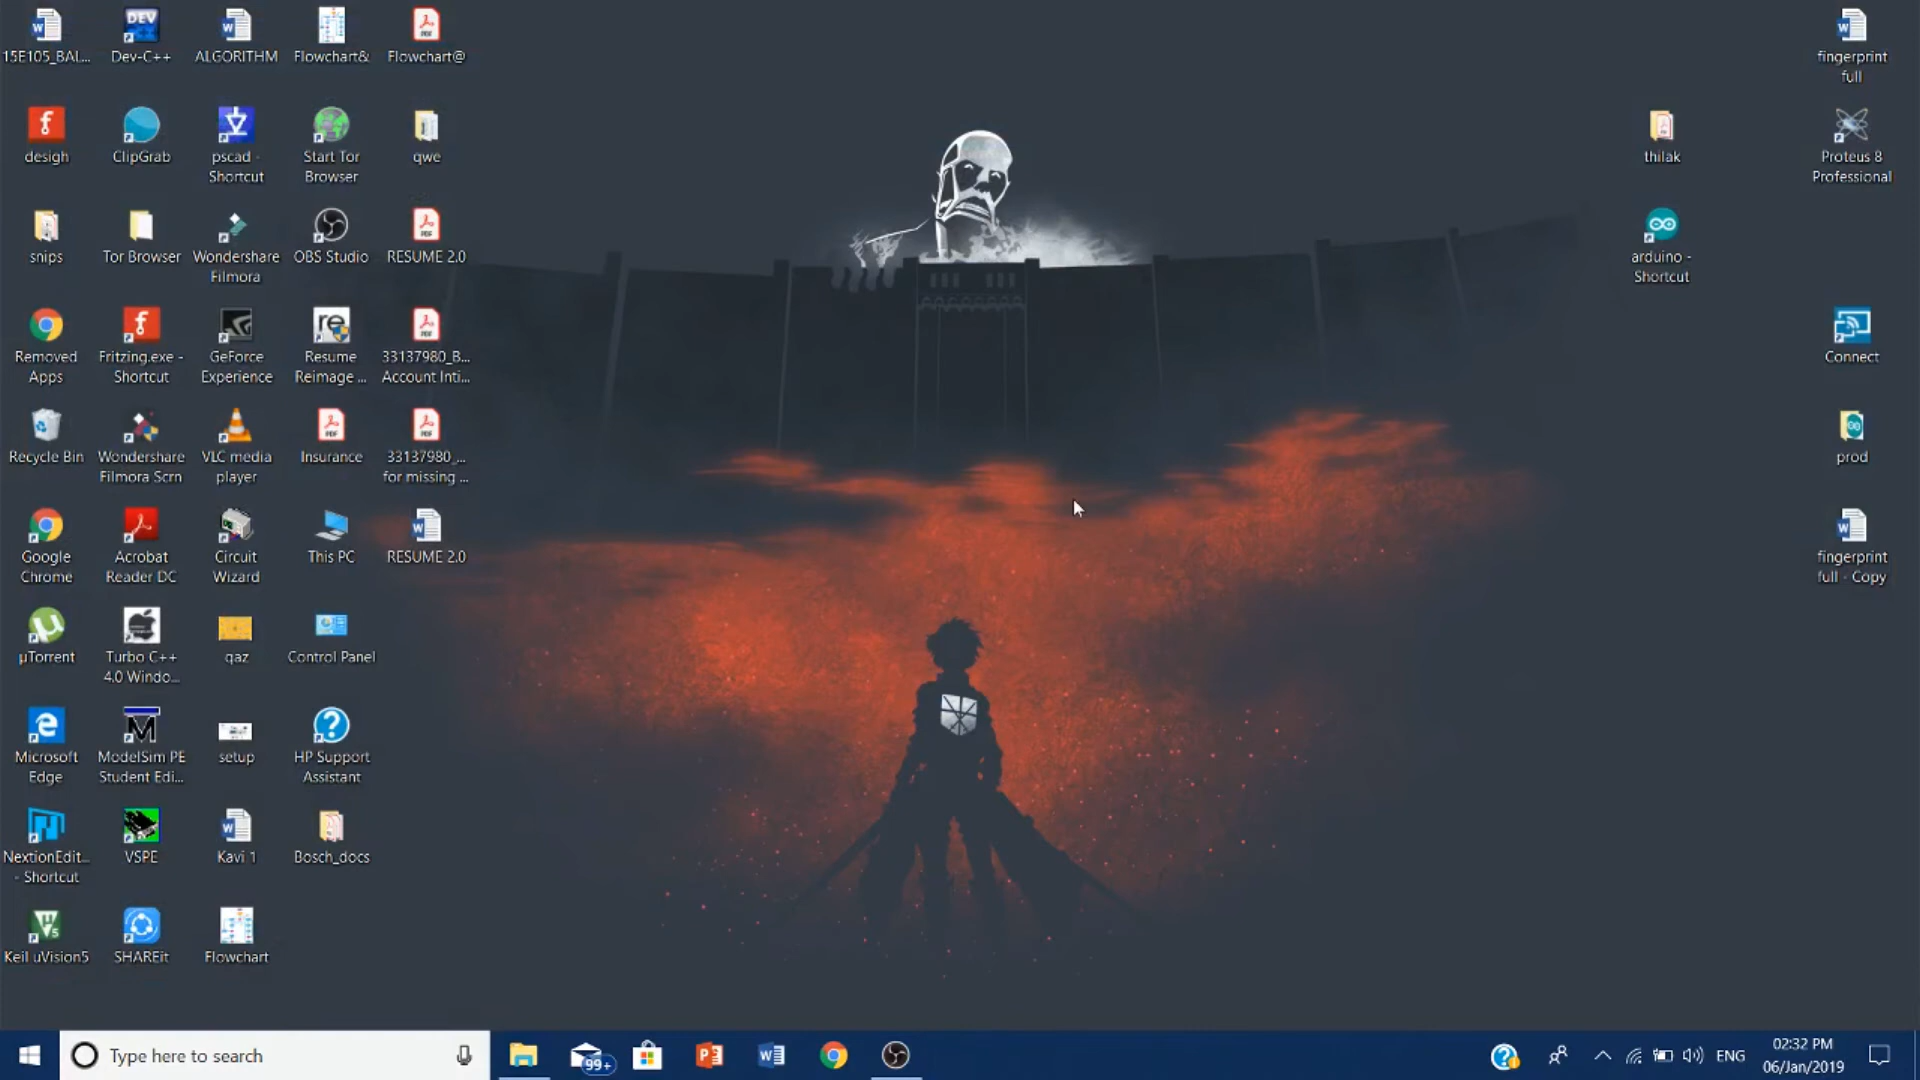 15E105_BAL...
Dev-C++
ALGORITHM
Flowchart&
Flowchart@
fingerprint
full
desigh
ClipGrab
pscad -
Shortcut
Start Tor
Browser
qwe
thilak
Proteus 8
Professional
snips
Tor Browser
Wondershare
Filmora
OBS Studio
RESUME 2.0
arduino -
Shortcut
Removed
Apps
Fritzing.exe -
Shortcut
GeForce
Experience
Resume
Reimage ...
33137980_B...
Account Inti...
Connect
Recycle Bin
Wondershare
Filmora Scrn
VLC media
player
Insurance
33137980_...
for missing ...
prod
Google
Chrome
Acrobat
Reader DC
Circuit
Wizard
This PC
RESUME 2.0
fingerprint
full - Copy
µTorrent
Turbo C++
4.0 Windo...
qaz
Control Panel
Microsoft
Edge
ModelSim PE
Student Edi...
setup
HP Support
Assistant
NextionEdit...
- Shortcut
VSPE
Kavi 1
Bosch_docs
Keil uVision5
SHAREit
Flowchart
Type here to search
99+
ENG
02:32 PM
06/Jan/2019